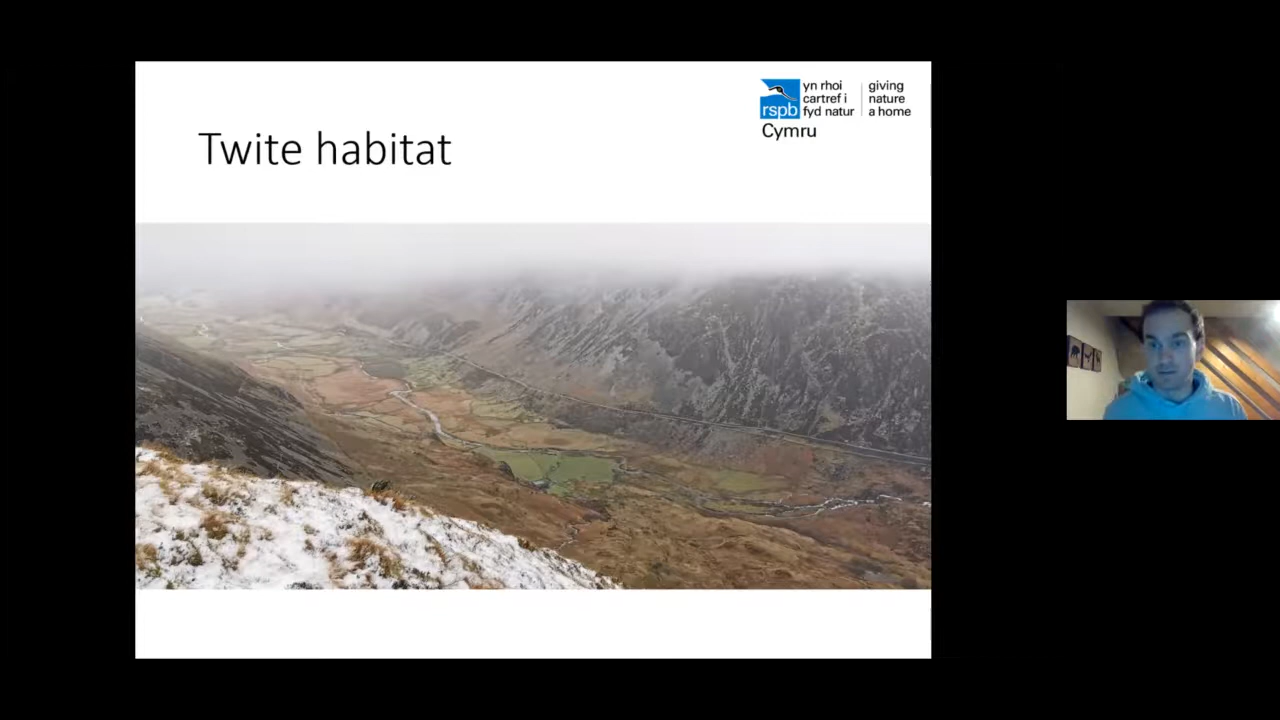 Twite habitat
rspb
yn rhoi
cartref i
fyd natur
giving
nature
a home
Cymru